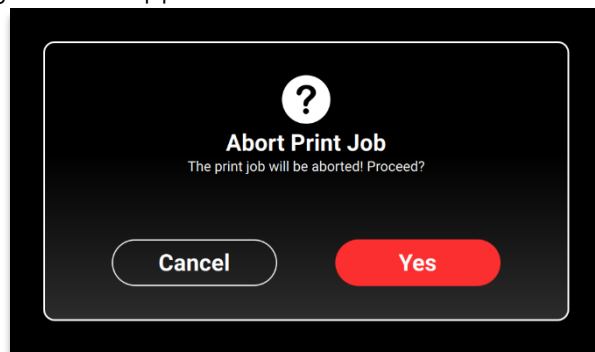 Abort Print Job
The print job will be aborted! Proceed?
Cancel
Yes